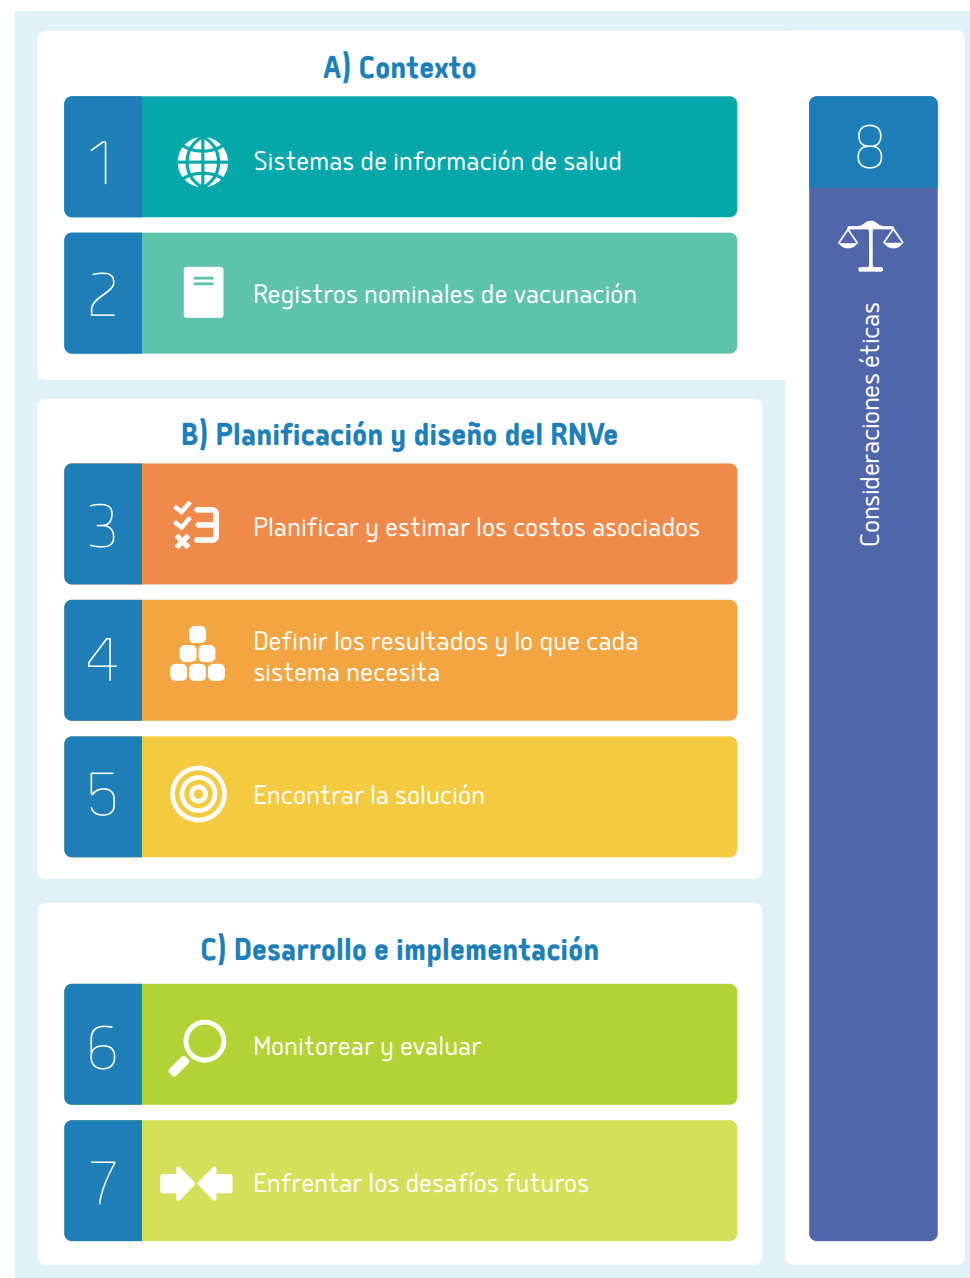 A) Contexto
1
Sistemas de información de salud
2
Registros nominales de vacunación
B) Planificación y diseño del RNVe
3
Planificar y estimar los costos asociados
4
Definir los resultados y lo que cada
sistema necesita
5
Encontrar la solución
C) Desarrollo e implementación
6
Monitorear y evaluar
7
Enfrentar los desafíos futuros
8
Consideraciones éticas